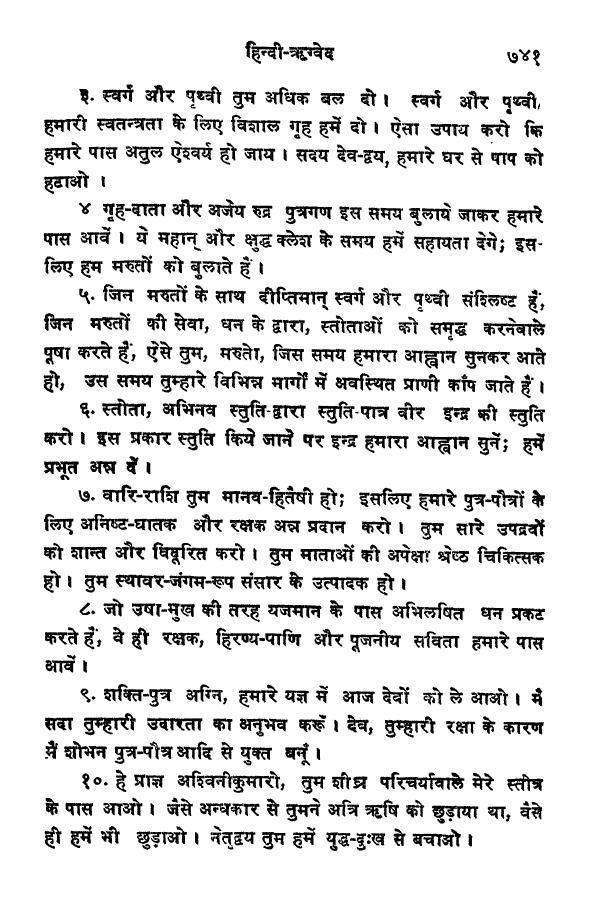 हिन्दी-ऋग्वेद ७४१
३. स्वर्ग और पृथ्वी तुम अधिक बल दो। स्वर्ग और पृथ्वी,
हमारी स्वतन्त्रता के लिए विशाल गृह हमें दो। ऐसा उपाय करो कि
हमारे पास अतुल ऐश्वर्य हो जाय। सदय देव-द्वय, हमारे घर से पाप को
हटाओ ।
४ गृह-दाता और अजेय रुद्र पुत्रगण इस समय बुलाये जाकर हमारे
पास आवें। ये महान् और क्षुद्ध क्लेश के समय हमें सहायता देगे; इस-
लिए हम मरुतों को बुलाते हैं।
५. जिन मरुतों के साथ दीप्तिमान् स्वर्ग और पृथ्वी संश्लिष्ट हैं,
जिन मरुतों की सेवा, धन के द्वारा, स्तोताओं को समृद्ध करनेवाले
पूषा करते हैं, ऐसे तुम, मरुतो, जिस समय हमारा आह्वान सुनकर आते
हो, उस समय तुम्हारे विभिन्न मार्गों में अवस्थित प्राणी काँप जाते हैं।
६. स्तोता, अभिनव स्तुति-द्वारा स्तुति-पात्र वीर इन्द्र की स्तुति
करो। इस प्रकार स्तुति किये जाने पर इन्द्र हमारा आह्वान सुनें; हमें
प्रभूत अन्न दें।
७. वारि-राशि तुम मानव-हितैषी हो; इसलिए हमारे पुत्र-पौत्रों के
लिए अनिष्ट-घातक और रक्षक अन्न प्रदान करो। तुम सारे उपद्रवों
को शान्त और विदूरित करो। तुम माताओं की अपेक्षा श्रेष्ठ चिकित्सक
हो। तुम स्थावर-जंगम-रूप संसार के उत्पादक हो।
८. जो उषा-मुख की तरह यजमान के पास अभिलषित धन प्रकट
करते हैं, वे ही रक्षक, हिरण्य-पाणि और पूजनीय सविता हमारे पास
आवें।
९. शक्ति-पुत्र अग्नि, हमारे यज्ञ में आज देवों को ले आओ। मैं
सदा तुम्हारी उदारता का अनुभव करूँ। देव, तुम्हारी रक्षा के कारण
मैं शोभन पुत्र-पौत्र आदि से युक्त बनूँ।
१०. हे प्राज्ञ अश्विनीकुमारो, तुम शीघ्र परिचर्यावाले मेरे स्तोत्र
के पास आओ। जैसे अन्धकार से तुमने अत्रि ऋषि को छुड़ाया था, वैसे
ही हमें भी छुड़ाओ। नेतृद्वय तुम हमें युद्ध-दुःख से बचाओ।